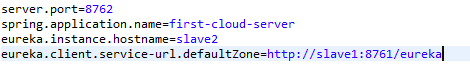 server.port=8762
spring.application.name=first-cloud-server
eureka.instance.hostname=slave2
eureka.client.service-url.defaultZone=http://slave1:8761/eureka